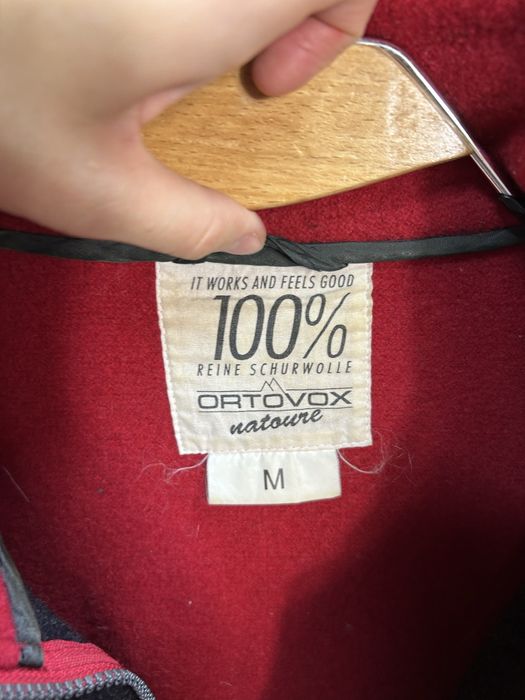 IT WORKS AND FEELS GOOD
100%
REINE SCHURWOLLE
ORTOVOX
natoure
M